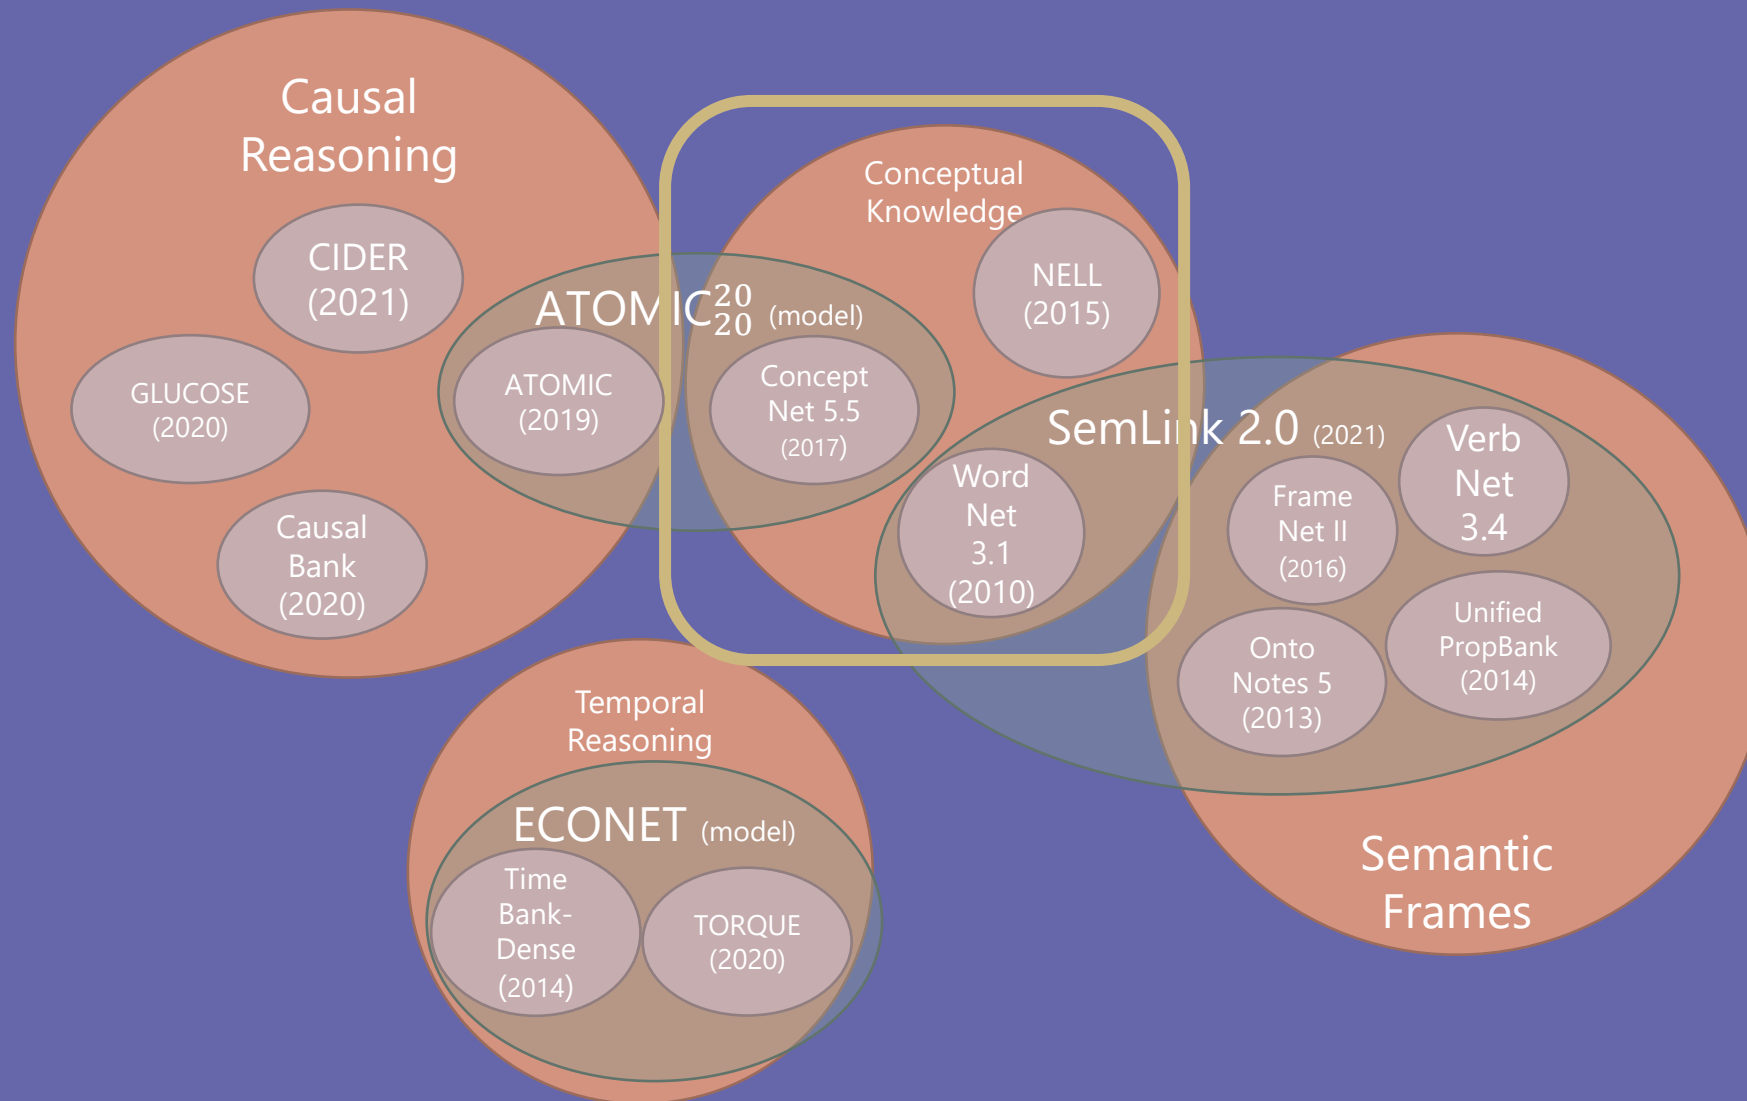 Causal
Reasoning
CIDER
(2021)
GLUCOSE
(2020)
Causal
Bank
(2020)
ATOMIC²⁰₂₀ (model)
ATOMIC
(2019)
Concept
Net 5.5
(2017)
Conceptual
Knowledge
NELL
(2015)
SemLink 2.0 (2021)
Word
Net
3.1
(2010)
Frame
Net II
(2016)
Verb
Net
3.4
Onto
Notes 5
(2013)
Unified
PropBank
(2014)
Semantic
Frames
Temporal
Reasoning
ECONET (model)
Time
Bank-
Dense
(2014)
TORQUE
(2020)